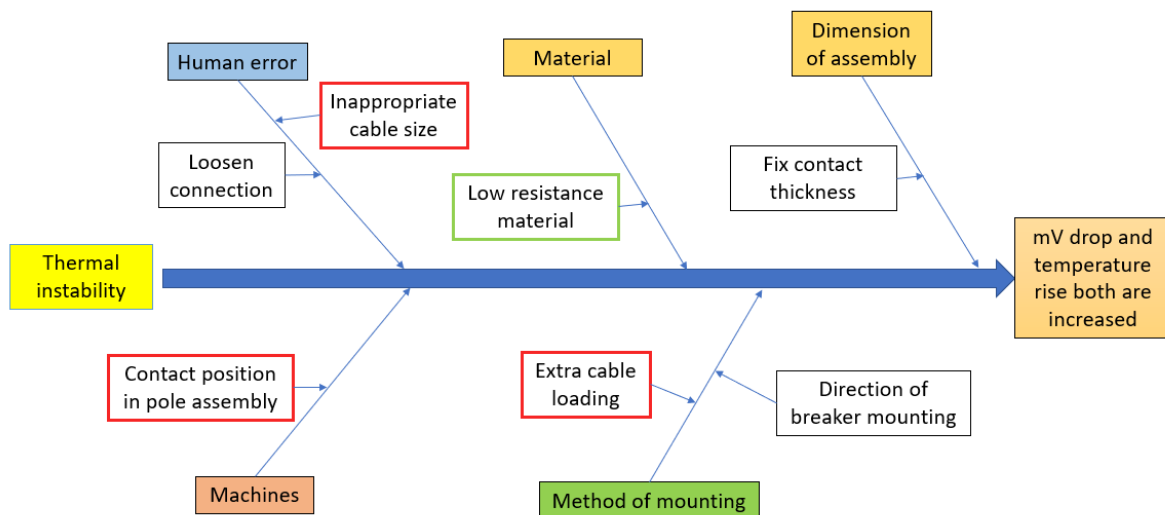 Human error
Material
Dimension
of assembly
Inappropriate
cable size
Loosen
connection
Low resistance
material
Fix contact
thickness
Thermal
instability
mV drop and
temperature
rise both are
increased
Contact position
in pole assembly
Extra cable
loading
Direction of
breaker mounting
Machines
Method of mounting